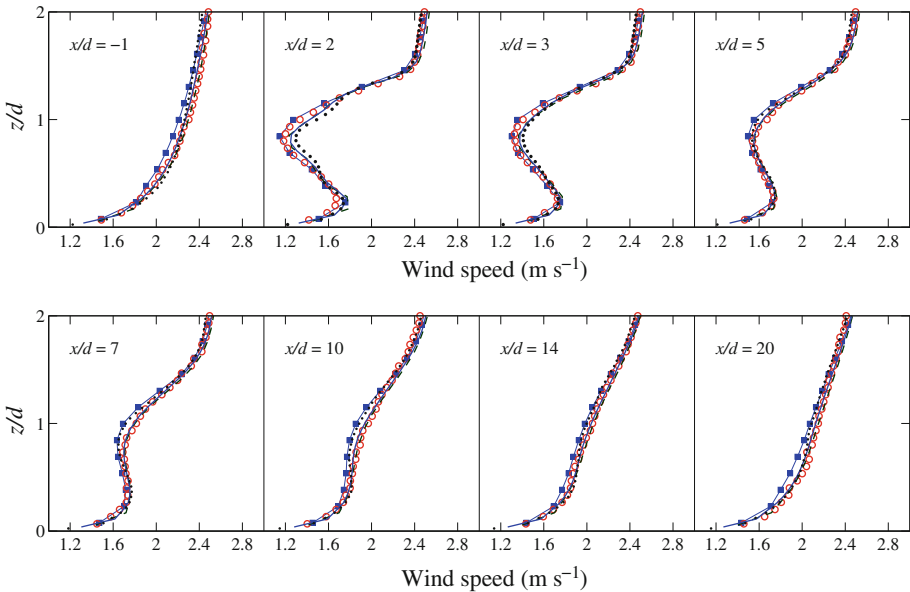 2
x/d = −1
x/d = 2
x/d = 3
x/d = 5
z/d
1
0
1.2 1.6 2 2.4 2.8 1.2 1.6 2 2.4 2.8 1.2 1.6 2 2.4 2.8 1.2 1.6 2 2.4 2.8
Wind speed (m s⁻¹)
2
x/d = 7
x/d = 10
x/d = 14
x/d = 20
z/d
1
0
1.2 1.6 2 2.4 2.8 1.2 1.6 2 2.4 2.8 1.2 1.6 2 2.4 2.8 1.2 1.6 2 2.4 2.8
Wind speed (m s⁻¹)